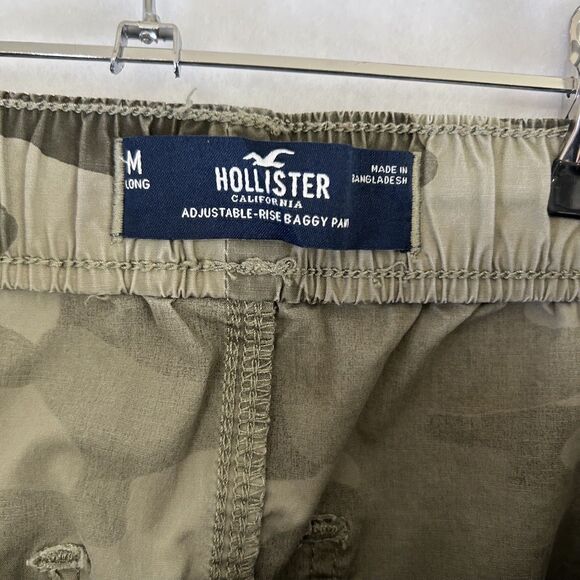 M
LONG
HOLLISTER
CALIFORNIA
ADJUSTABLE-RISE BAGGY PAN
MADE IN
BANGLADESH